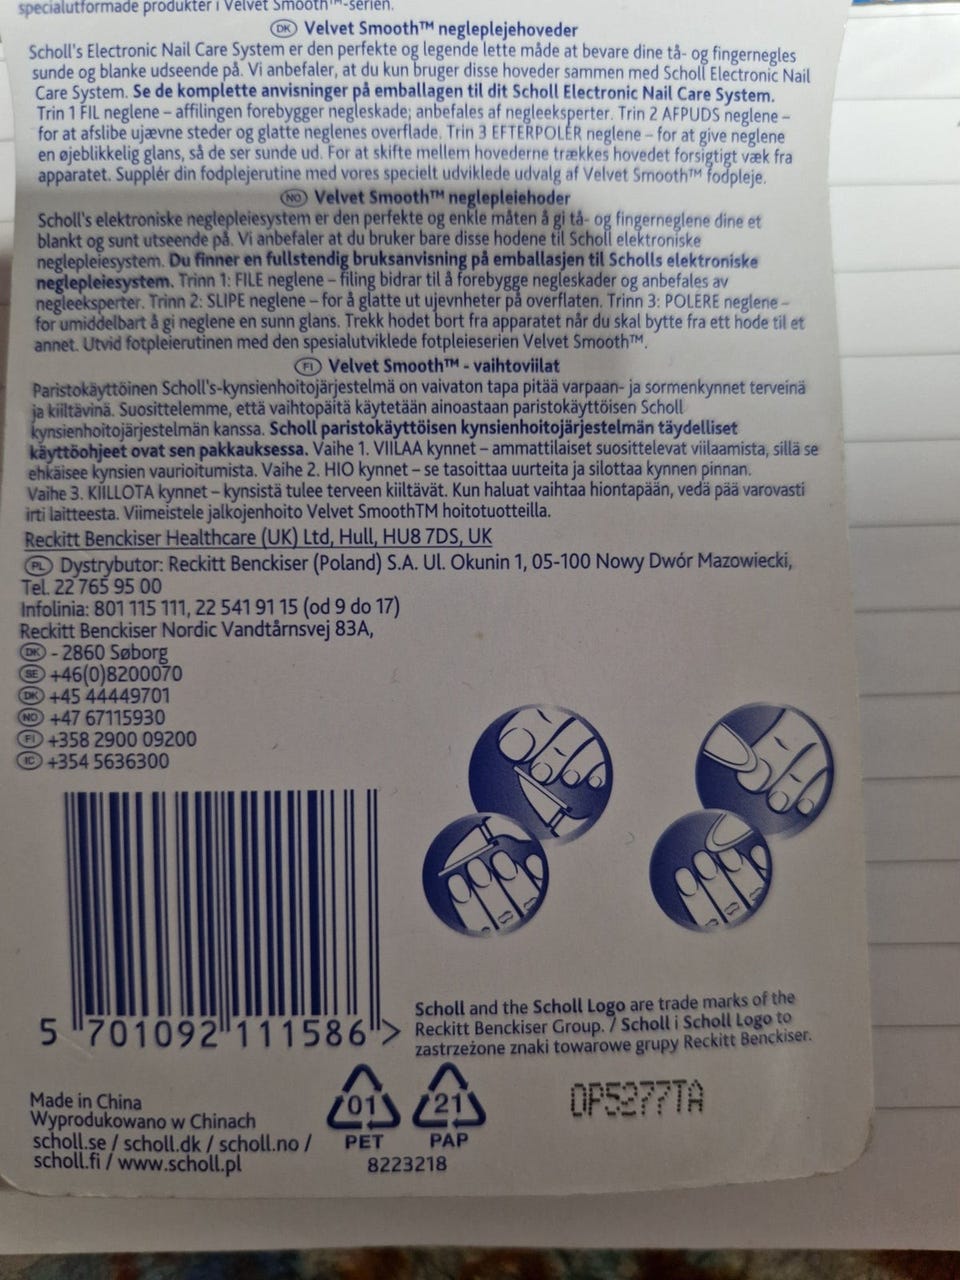 specialutformade produkter i Velvet Smooth™-serien.
DK Velvet Smooth™ negleplejehoveder
Scholl's Electronic Nail Care System er den perfekte og legende lette måde at bevare dine tå- og fingernegles
sunde og blanke udseende på. Vi anbefaler, at du kun bruger disse hoveder sammen med Scholl Electronic Nail
Care System. Se de komplette anvisninger på emballagen til dit Scholl Electronic Nail Care System.
Trin 1 FIL neglene – affilingen forebygger negleskade; anbefales af negleeksperter. Trin 2 AFPUDS neglene –
for at afslibe ujævne steder og glatte neglenes overflade. Trin 3 EFTERPOLÉR neglene – for at give neglene
en øjeblikkelig glans, så de ser sunde ud. For at skifte mellem hovederne trækkes hovedet forsigtigt væk fra
apparatet. Supplér din fodplejerutine med vores specielt udviklede udvalg af Velvet Smooth™ fodpleje.
NO Velvet Smooth™ neglepleiehoder
Scholl's elektroniske neglepleiesystem er den perfekte og enkle måten å gi tå- og fingerneglene dine et
blankt og sunt utseende på. Vi anbefaler at du bruker bare disse hodene til Scholl elektroniske
neglepleiesystem. Du finner en fullstendig bruksanvisning på emballasjen til Scholls elektroniske
neglepleiesystem. Trinn 1: FILE neglene – filing bidrar til å forebygge negleskader og anbefales av
negleeksperter. Trinn 2: SLIPE neglene – for å glatte ut ujevnheter på overflaten. Trinn 3: POLERE neglene –
for umiddelbart å gi neglene en sunn glans. Trekk hodet bort fra apparatet når du skal bytte fra ett hode til et
annet. Utvid fotpleierutinen med den spesialutviklede fotpleieserien Velvet Smooth™.
FI Velvet Smooth™ - vaihtoviilat
Paristokäyttöinen Scholl's-kynsienhoitojärjestelmä on vaivaton tapa pitää varpaan- ja sormenkynnet terveinä
ja kiiltävinä. Suosittelemme, että vaihtopäitä käytetään ainoastaan paristokäyttöisen Scholl
kynsienhoitojärjestelmän kanssa. Scholl paristokäyttöisen kynsienhoitojärjestelmän täydelliset
käyttöohjeet ovat sen pakkauksessa. Vaihe 1. VIILAA kynnet – ammattilaiset suosittelevat viilaamista, sillä se
ehkäisee kynsien vaurioitumista. Vaihe 2. HIO kynnet – se tasoittaa uurteita ja silottaa kynnen pinnan.
Vaihe 3. KIILLOTA kynnet – kynsistä tulee terveen kiiltävät. Kun haluat vaihtaa hiontapään, vedä pää varovasti
irti laitteesta. Viimeistele jalkojenhoito Velvet SmoothTM hoitotuotteilla.
Reckitt Benckiser Healthcare (UK) Ltd, Hull, HU8 7DS, UK
PL Dystrybutor: Reckitt Benckiser (Poland) S.A. Ul. Okunin 1, 05-100 Nowy Dwór Mazowiecki,
Tel. 22 765 95 00
Infolinia: 801 115 111, 22 541 91 15 (od 9 do 17)
Reckitt Benckiser Nordic Vandtårnsvej 83A,
DK - 2860 Søborg
SE +46(0)8200070
DK +45 44449701
NO +47 67115930
FI +358 2900 09200
IC +354 5636300
5 701092 111586 >
Scholl and the Scholl Logo are trade marks of the
Reckitt Benckiser Group. / Scholl i Scholl Logo to
zastrzeżone znaki towarowe grupy Reckitt Benckiser.
Made in China
Wyprodukowano w Chinach
scholl.se / scholl.dk / scholl.no /
scholl.fi / www.scholl.pl
01 21
PET PAP
8223218
OP5277TA